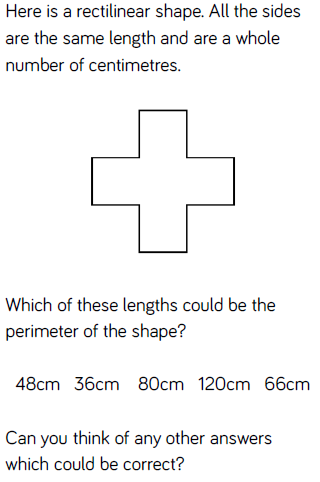 Here is a rectilinear shape. All the sides
are the same length and are a whole
number of centimetres.
Which of these lengths could be the
perimeter of the shape?
48cm 36cm 80cm 120cm 66cm
Can you think of any other answers
which could be correct?